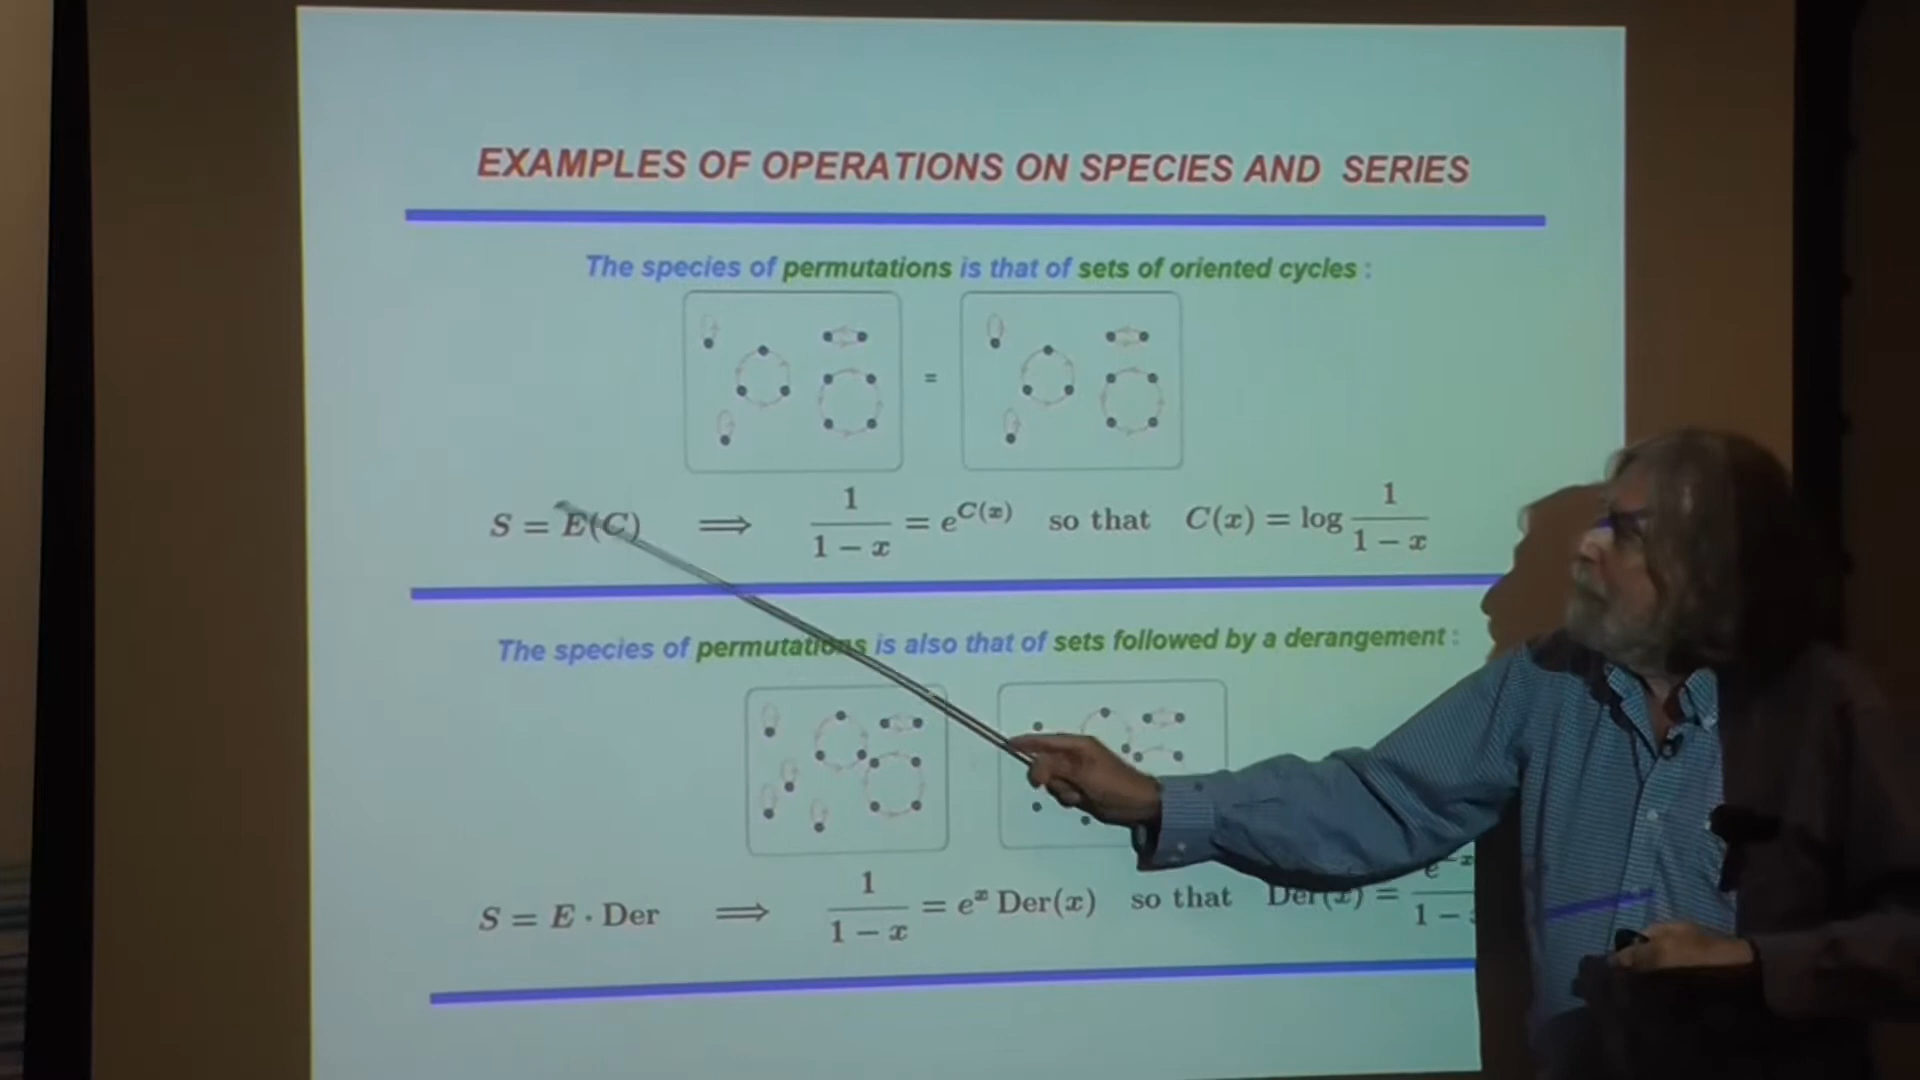 EXAMPLES OF OPERATIONS ON SPECIES AND SERIES
The species of permutations is that of sets of oriented cycles :
=
S = E(C) ⟹ 1/(1 − x) = e^{C(x)} so that C(x) = log 1/(1 − x)
The species of permutations is also that of sets followed by a derangement :
S = E · Der ⟹ 1/(1 − x) = e^x Der(x) so that Der(x) = e^{−x}/(1 −